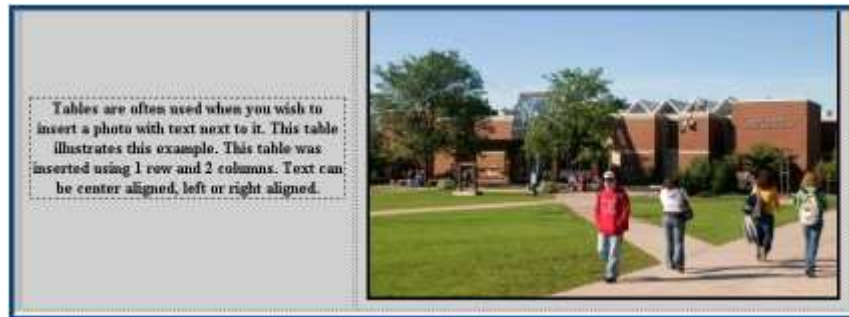 Tables are often used when you wish to
insert a photo with text next to it. This table
illustrates this example. This table was
inserted using 1 row and 2 columns. Text can
be center aligned, left or right aligned.